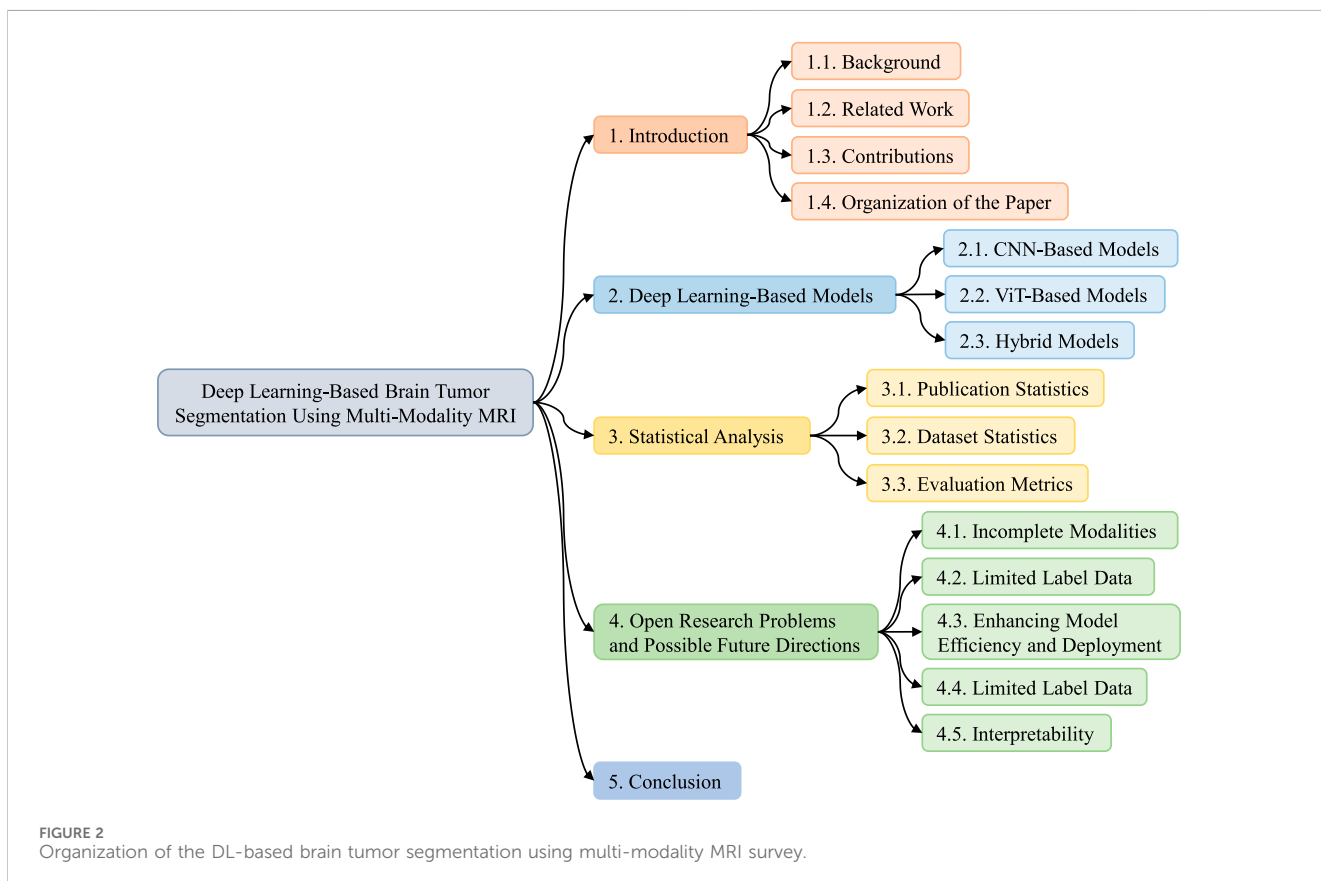 Deep Learning-Based Brain Tumor
Segmentation Using Multi-Modality MRI
1. Introduction
1.1. Background
1.2. Related Work
1.3. Contributions
1.4. Organization of the Paper
2. Deep Learning-Based Models
2.1. CNN-Based Models
2.2. ViT-Based Models
2.3. Hybrid Models
3. Statistical Analysis
3.1. Publication Statistics
3.2. Dataset Statistics
3.3. Evaluation Metrics
4. Open Research Problems
and Possible Future Directions
4.1. Incomplete Modalities
4.2. Limited Label Data
4.3. Enhancing Model
Efficiency and Deployment
4.4. Limited Label Data
4.5. Interpretability
5. Conclusion
FIGURE 2
Organization of the DL-based brain tumor segmentation using multi-modality MRI survey.